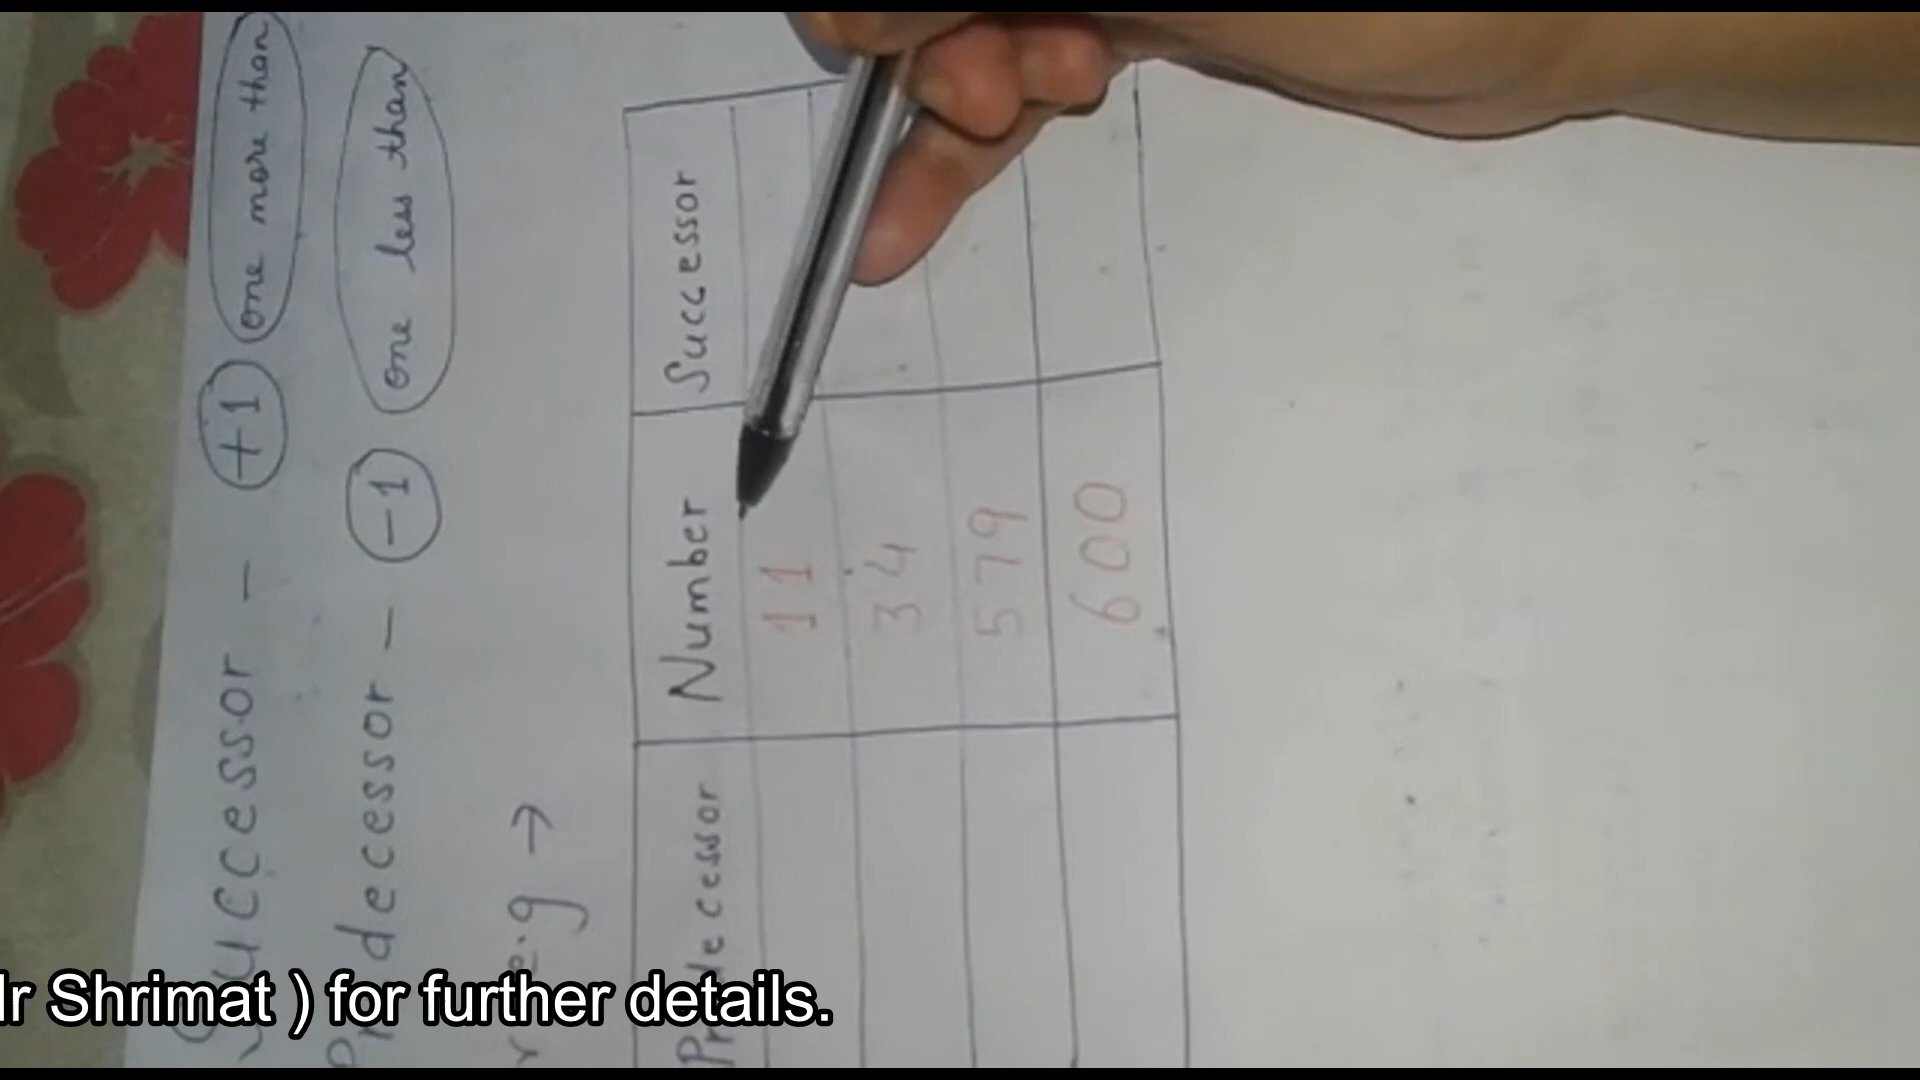 Successor - +1 one more than
Predecessor - -1 one less than
e.g →
Predecessor Number Successor
11
34
579
600
Shrimat ) for further details.